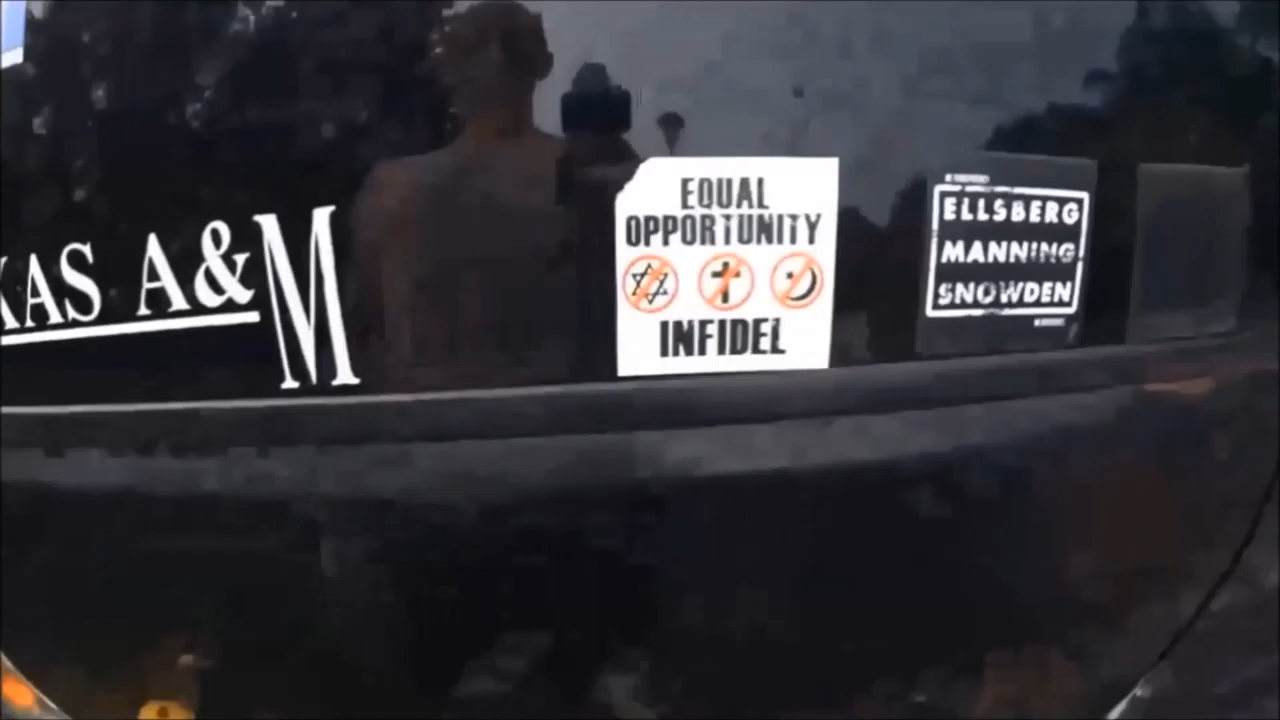 XAS A&M
EQUAL
OPPORTUNITY
INFIDEL
ELLSBERG
MANNING
SNOWDEN